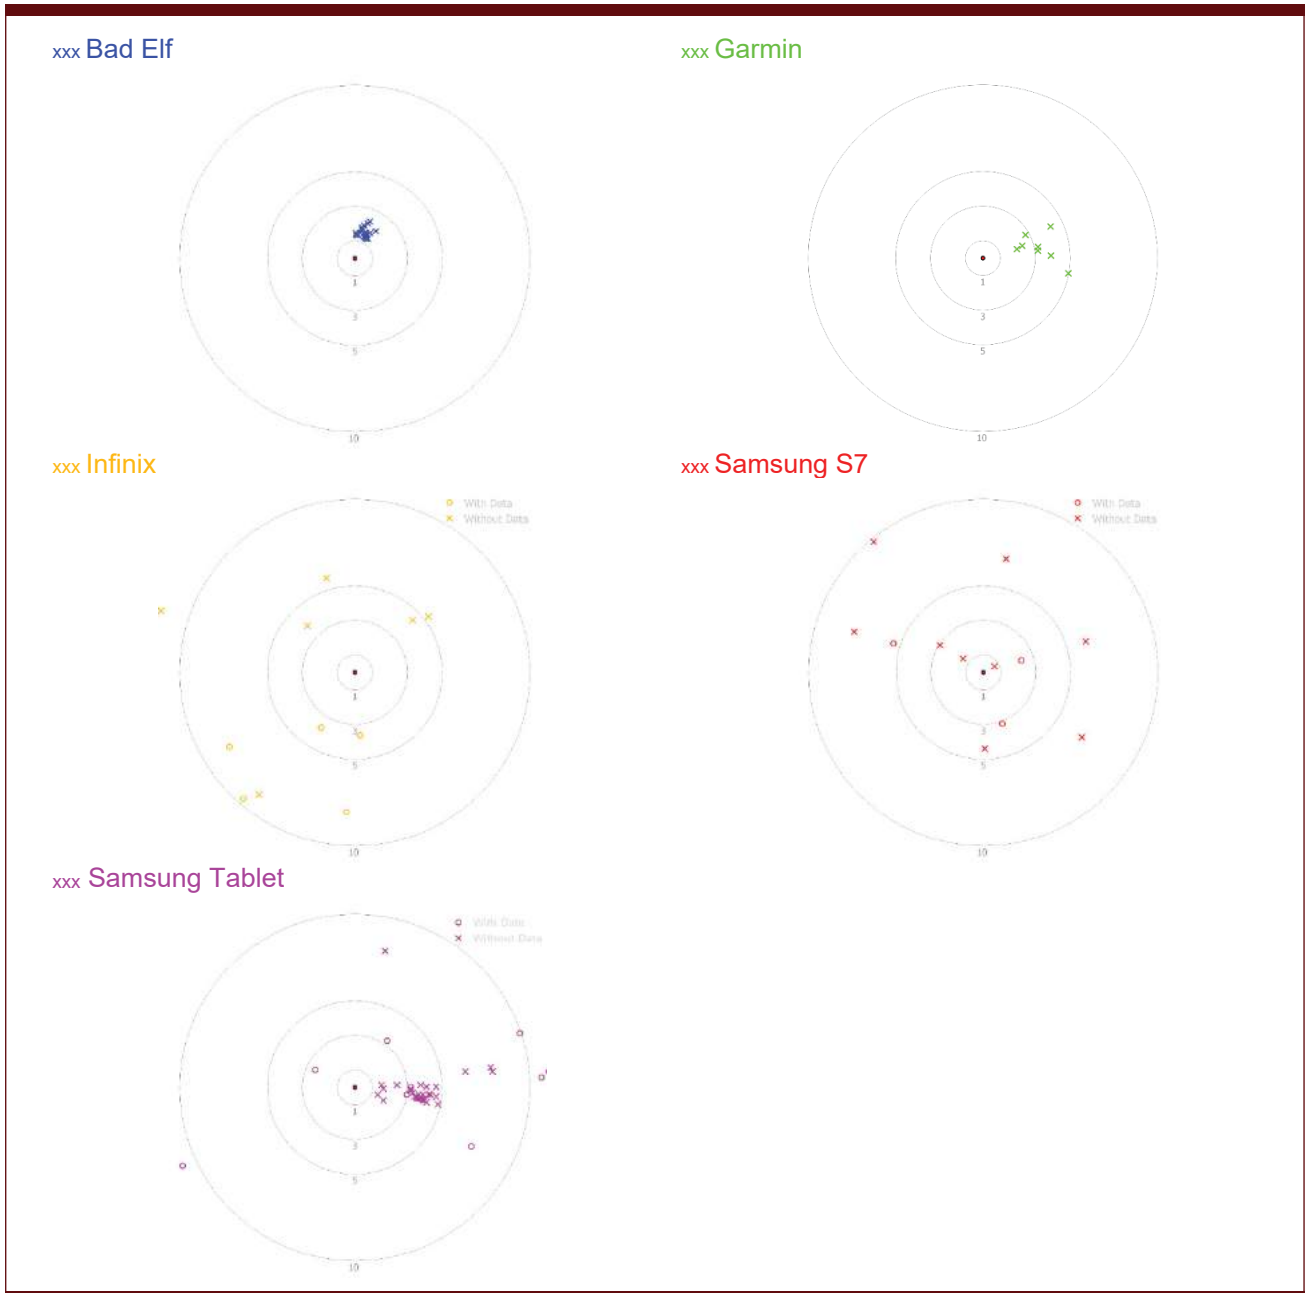 xxx Bad Elf
1
3
5
10
xxx Garmin
1
3
5
10
xxx Infinix
With Data
Without Data
1
3
5
10
xxx Samsung S7
With Data
Without Data
1
3
5
10
xxx Samsung Tablet
With Data
Without Data
1
3
5
10